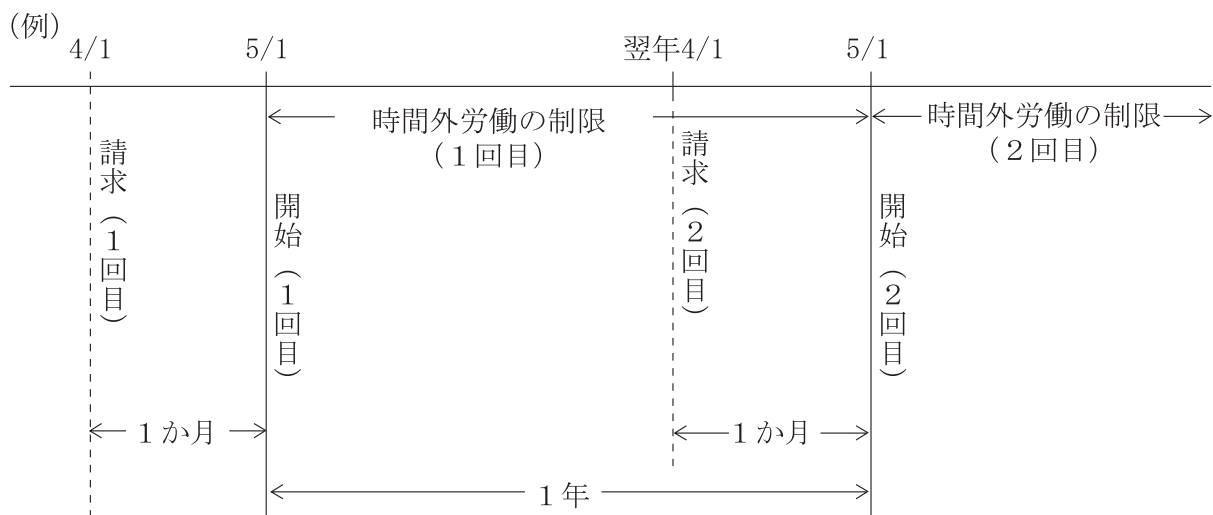 （例）
4/1
5/1
翌年4/1
5/1
時間外労働の制限
（１回目）
時間外労働の制限
（２回目）
請求（１回目）
開始（１回目）
請求（２回目）
開始（２回目）
１か月
１か月
１年